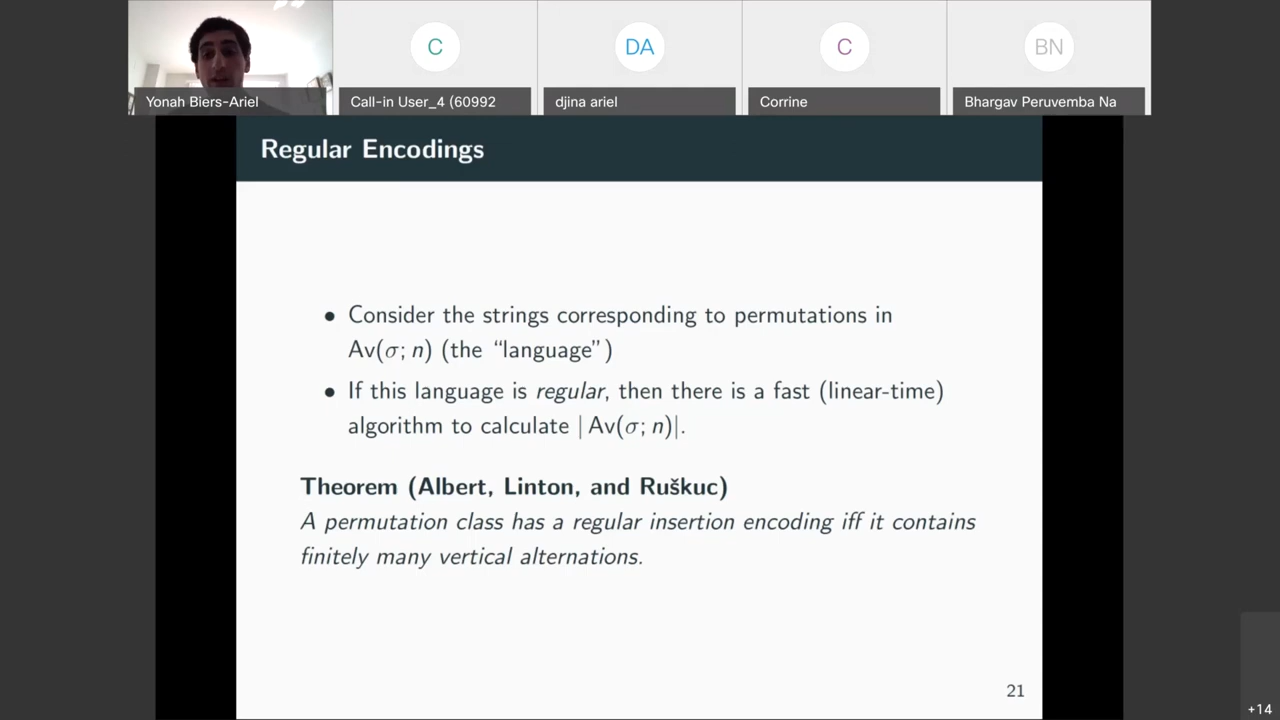 C
DA
C
BN
Yonah Biers-Ariel
Call-in User_4 (60992
djina ariel
Corrine
Bhargav Peruvemba Na
Regular Encodings
• Consider the strings corresponding to permutations in
Av(σ; n) (the “language”)
• If this language is regular, then there is a fast (linear-time)
algorithm to calculate | Av(σ; n)|.
Theorem (Albert, Linton, and Ruškuc)
A permutation class has a regular insertion encoding iff it contains
finitely many vertical alternations.
21
+14